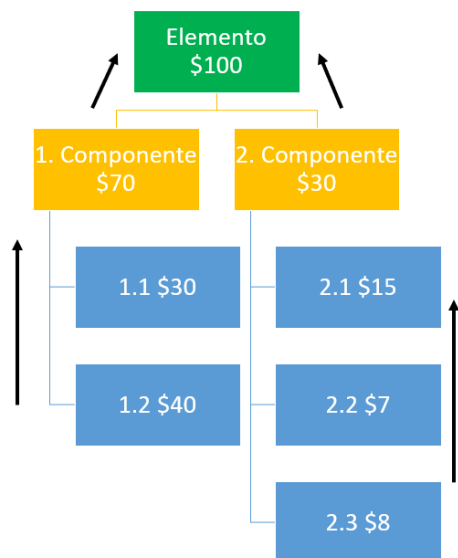 Elemento
$100
1. Componente
$70
2. Componente
$30
1.1 $30
2.1 $15
1.2 $40
2.2 $7
2.3 $8